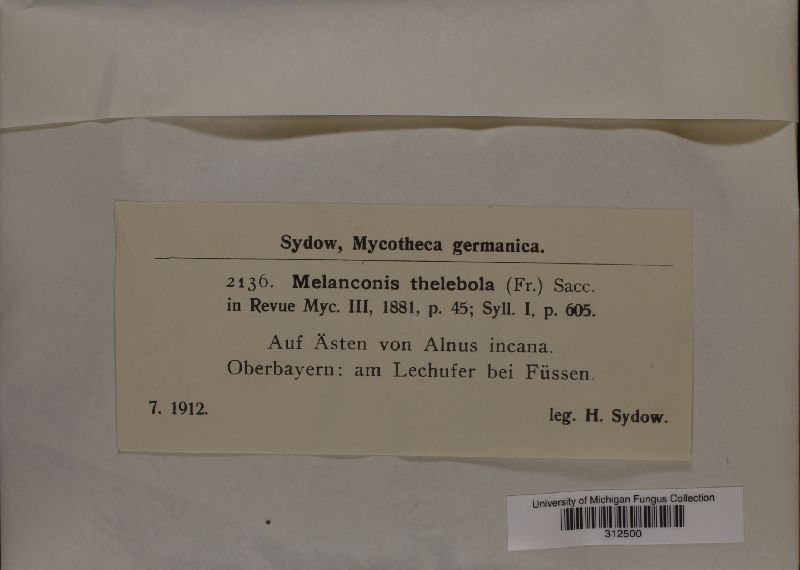 Sydow, Mycotheca germanica.
2136. Melanconis thelebola (Fr.) Sacc.
in Revue Myc. III, 1881, p. 45; Syll. I, p. 605.
Auf Ästen von Alnus incana.
Oberbayern: am Lechufer bei Füssen.
7. 1912. leg. H. Sydow.
University of Michigan Fungus Collection
312500